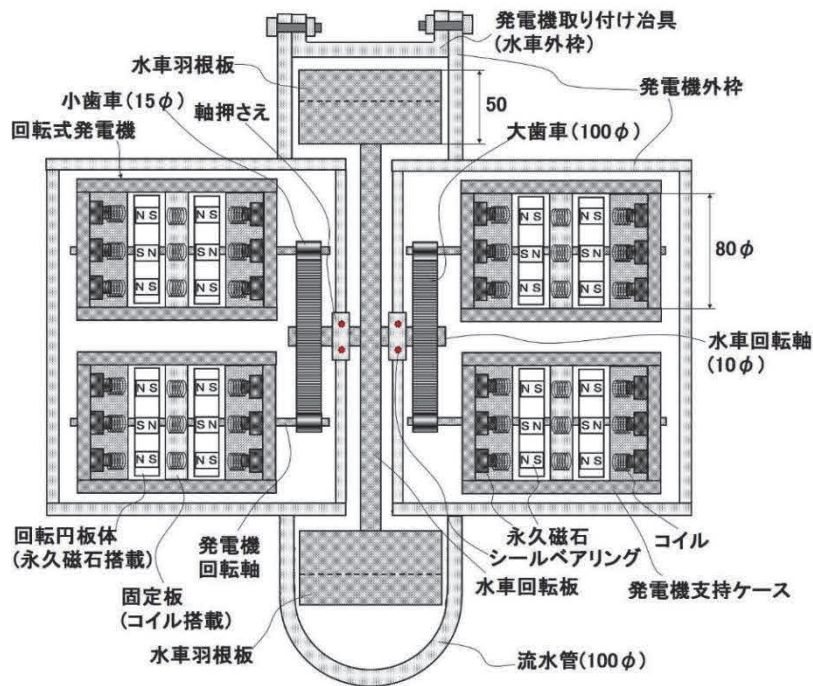 発電機取り付け冶具
(水車外枠)
水車羽根板
小歯車(15φ)
軸押さえ
50
発電機外枠
回転式発電機
大歯車(100φ)
N S N S
S N S N
N S N S
N S N S
S N S N
N S N S
80φ
水車回転軸
(10φ)
N S N S
S N S N
N S N S
N S N S
S N S N
N S N S
回転円板体
(永久磁石搭載)
固定板
(コイル搭載)
発電機
回転軸
永久磁石
コイル
シールベアリング
水車回転板
発電機支持ケース
水車羽根板
流水管(100φ)